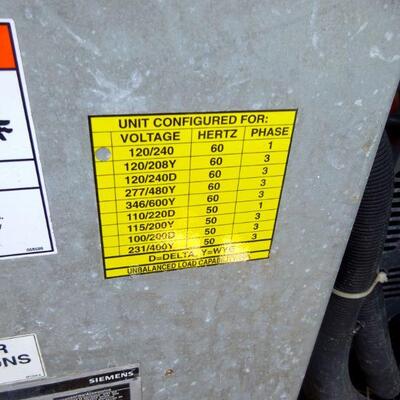 UNIT CONFIGURED FOR:
VOLTAGE HERTZ PHASE
120/240 60 1
120/208Y 60 3
120/240D 60 3
277/480Y 60 3
346/600Y 60 3
110/220D 50 1
115/200Y 50 3
100/200D 50 3
231/400Y 50 3
D=DELTA, Y=WYE
UNBALANCED LOAD CAPABILITY
R
ONS
SIEMENS